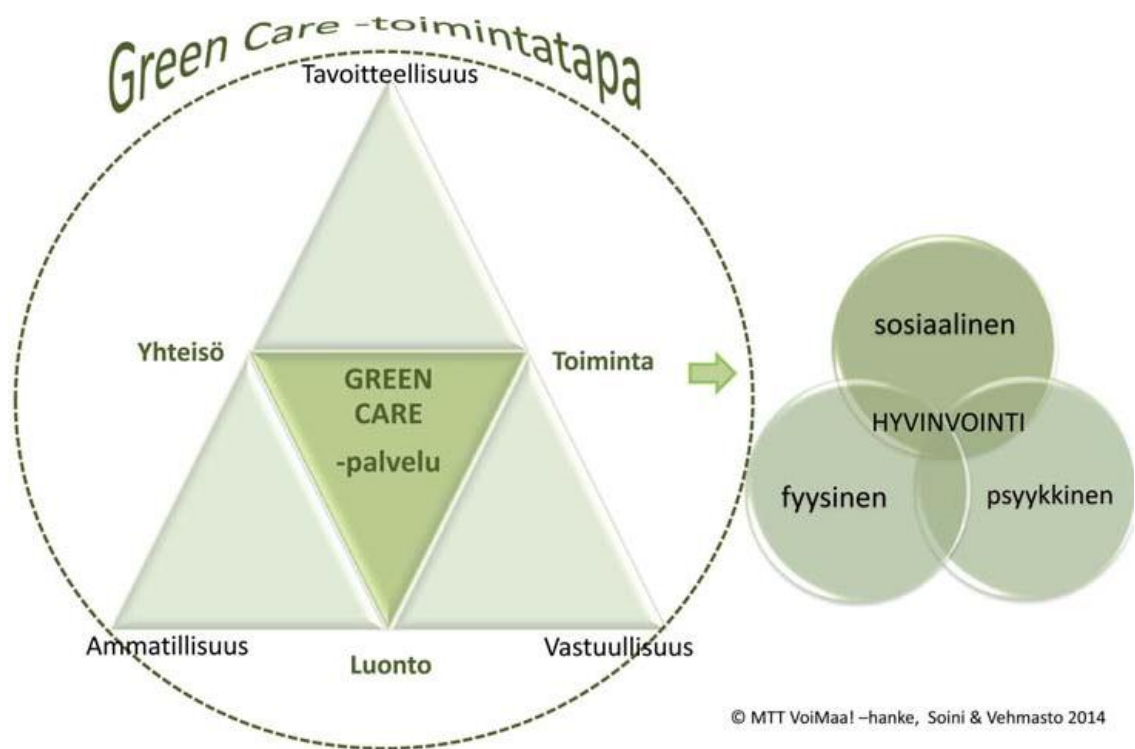 Green Care -toimintatapa
Tavoitteellisuus
Yhteisö
Toiminta
GREEN
CARE
-palvelu
Ammatillisuus
Luonto
Vastuullisuus
sosiaalinen
HYVINVOINTI
fyysinen
psyykkinen
© MTT VoiMaa! –hanke, Soini & Vehmasto 2014